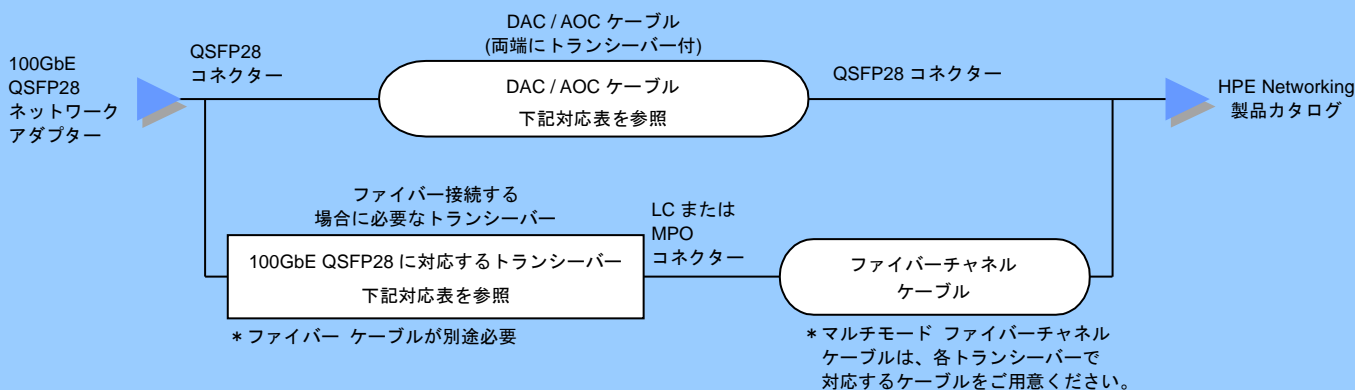 100GbE
QSFP28
ネットワーク
アダプター
QSFP28
コネクター
DAC / AOC ケーブル
(両端にトランシーバー付)
DAC / AOC ケーブル
下記対応表を参照
QSFP28 コネクター
HPE Networking
製品カタログ
ファイバー接続する
場合に必要なトランシーバー
100GbE QSFP28 に対応するトランシーバー
下記対応表を参照
＊ファイバー ケーブルが別途必要
LC または
MPO
コネクター
ファイバーチャネル
ケーブル
＊マルチモード ファイバーチャネル
ケーブルは、各トランシーバーで
対応するケーブルをご用意ください。